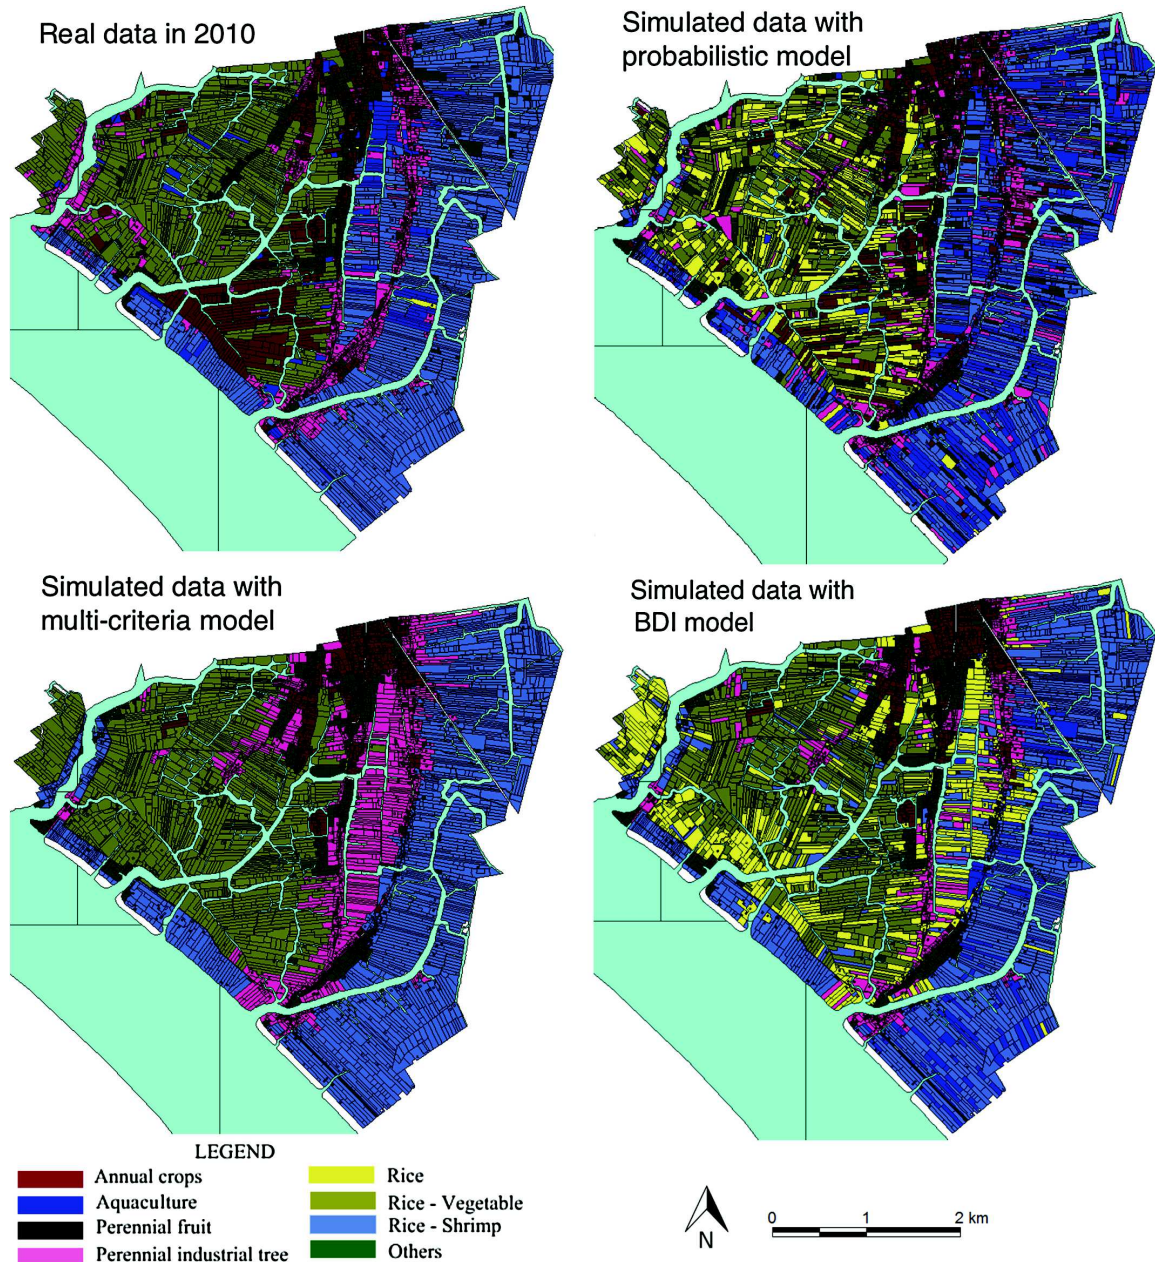 Real data in 2010
Simulated data with
probabilistic model
Simulated data with
multi-criteria model
Simulated data with
BDI model
LEGEND
Annual crops
Aquaculture
Perennial fruit
Perennial industrial tree
Rice
Rice - Vegetable
Rice - Shrimp
Others
N
0 1 2 km